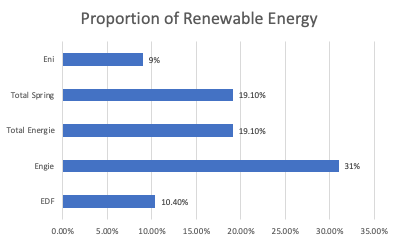 Proportion of Renewable Energy
Eni 9%
Total Spring 19.10%
Total Energie 19.10%
Engie 31%
EDF 10.40%
0.00% 5.00% 10.00% 15.00% 20.00% 25.00% 30.00% 35.00%